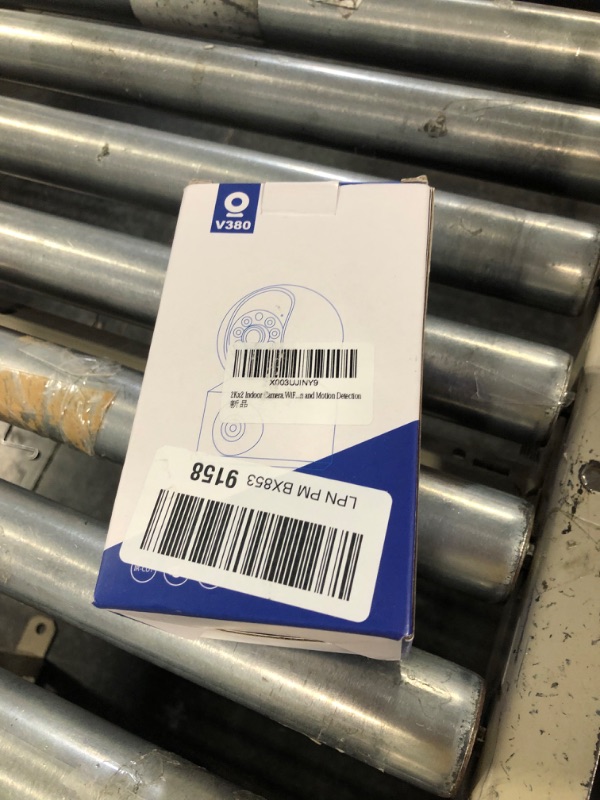 V380
X003UJINY9
2Kx2 Indoor Camera,WiF...n and Motion Detection
新品
LPN PM BX853 9158